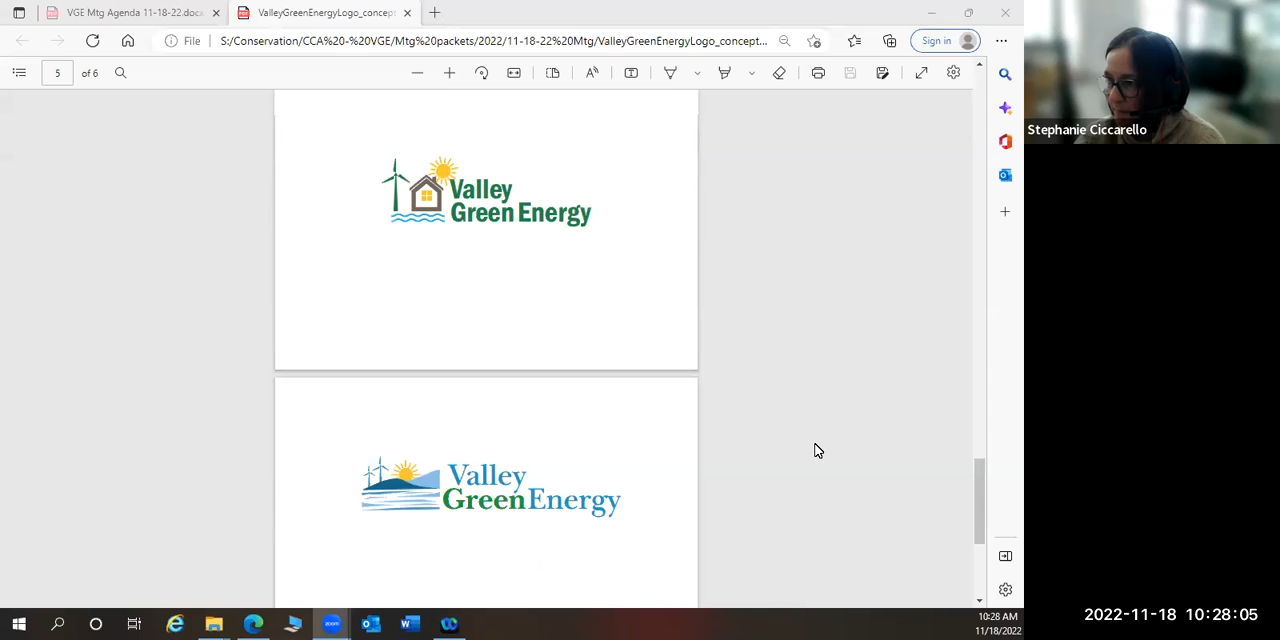 VGE Mtg Agenda 11-18-22.docx
ValleyGreenEnergyLogo_concept
File
S:/Conservation/CCA%20-%20VGE/Mtg%20packets/2022/11-18-22%20Mtg/ValleyGreenEnergyLogo_concept...
Sign in
5
of 6
Stephanie Ciccarello
Valley
Green Energy
Valley
Green Energy
zoom
10:28 AM
11/18/2022
2022-11-18 10:28:05